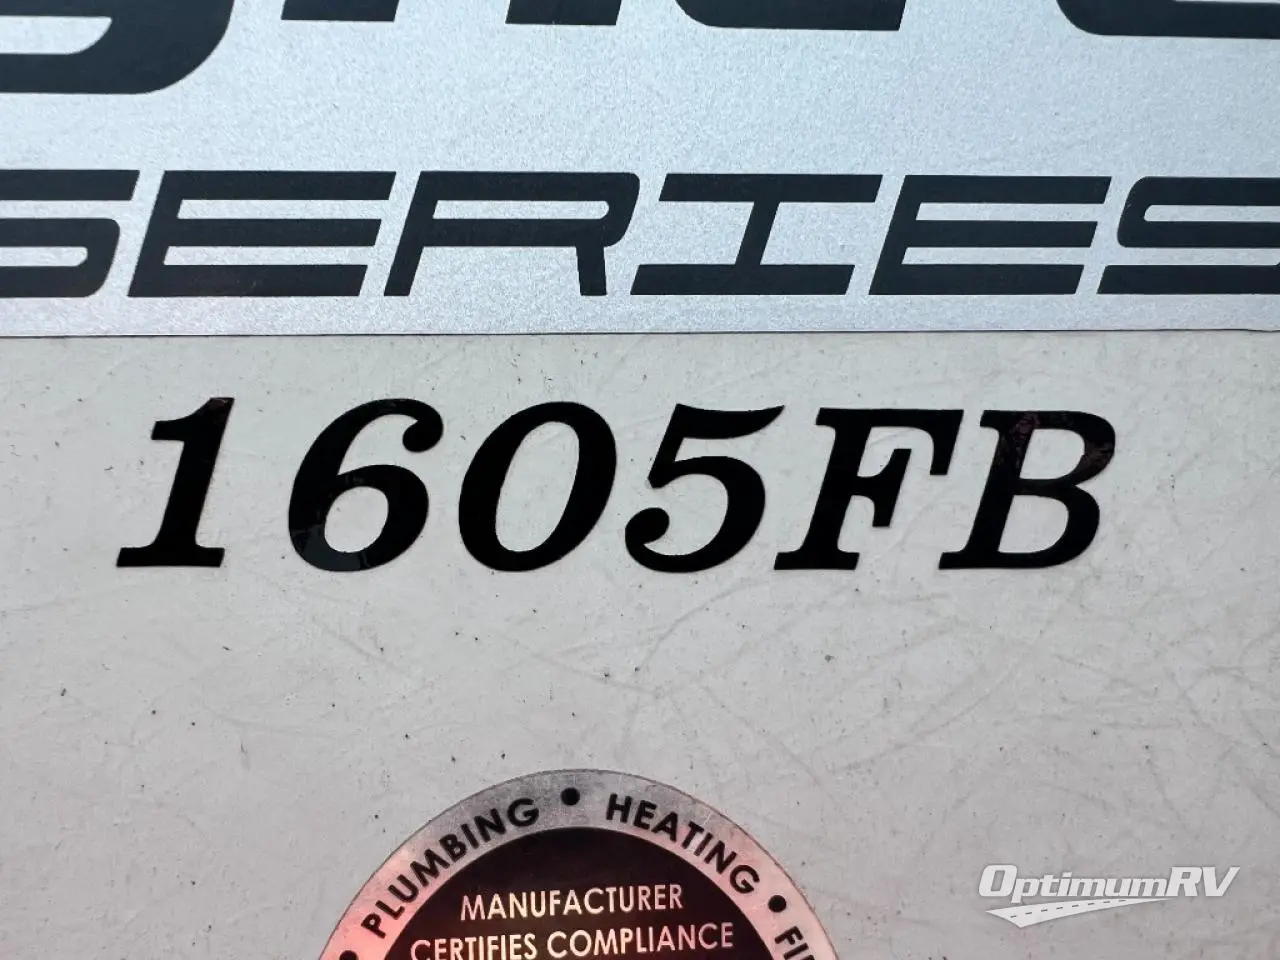 SERIES
1605FB
PLUMBING • HEATING •
MANUFACTURER
CERTIFIES COMPLIANCE
OptimumRV